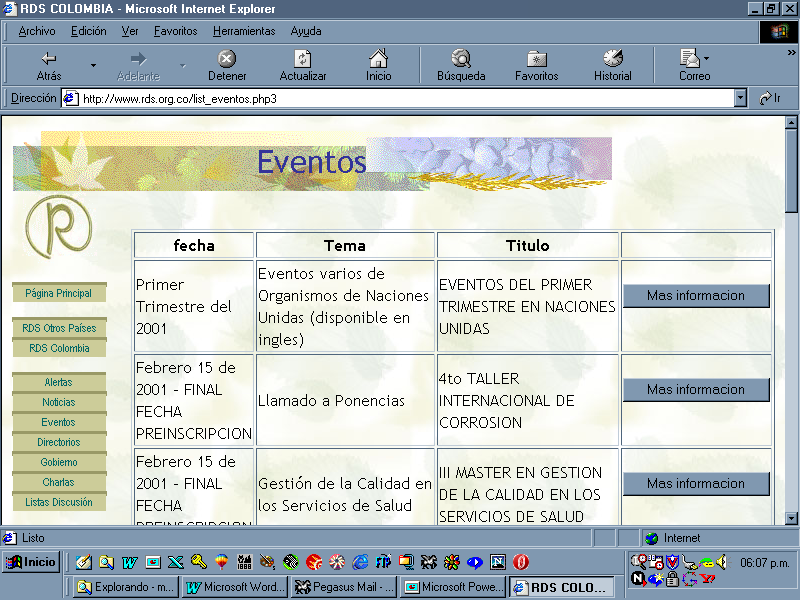 RDS COLOMBIA - Microsoft Internet Explorer
Archivo Edición Ver Favoritos Herramientas Ayuda
Atrás Adelante Detener Actualizar Inicio Búsqueda Favoritos Historial Correo
Dirección http://www.rds.org.co/list_eventos.php3 Ir
Eventos
R
Página Principal
RDS Otros Países
RDS Colombia
Alertas
Noticias
Eventos
Directorios
Gobierno
Charlas
Listas Discusión
fecha Tema Titulo
Primer
Trimestre del
2001
Eventos varios de
Organismos de Naciones
Unidas (disponible en
ingles)
EVENTOS DEL PRIMER
TRIMESTRE EN NACIONES
UNIDAS
Mas informacion
Febrero 15 de
2001 - FINAL
FECHA
PREINSCRIPCION
Llamado a Ponencias
4to TALLER
INTERNACIONAL DE
CORROSION
Mas informacion
Febrero 15 de
2001 - FINAL
FECHA
PREINSCRIPCION
Gestión de la Calidad en
los Servicios de Salud
III MASTER EN GESTION
DE LA CALIDAD EN LOS
SERVICIOS DE SALUD
Mas informacion
Listo Internet
Inicio 06:07 p.m.
Explorando - m... Microsoft Word... Pegasus Mail - ... Microsoft Powe... RDS COLO...